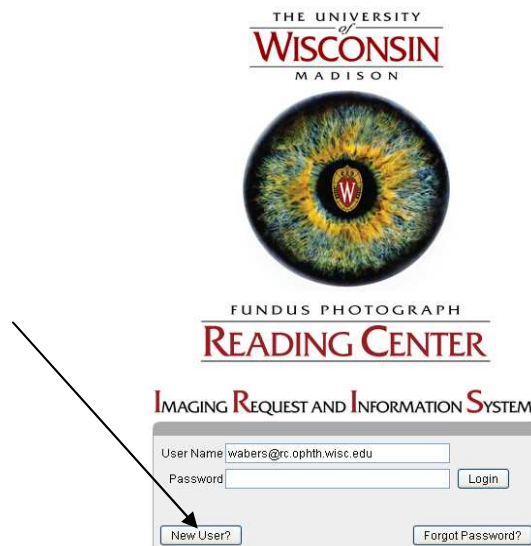 THE UNIVERSITY
of
WISCONSIN
MADISON
W
FUNDUS PHOTOGRAPH
READING CENTER
IMAGING REQUEST AND INFORMATION SYSTEM
User Name wabers@rc.ophth.wisc.edu
Password Login
New User? Forgot Password?